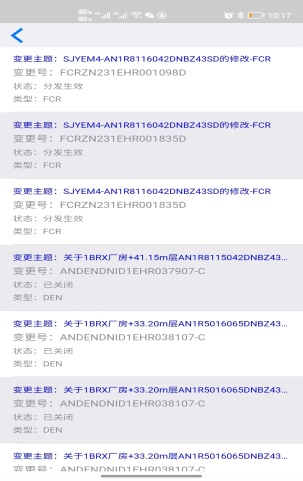 10:17
变更主题：SJYEM4-AN1R8116042DNBZ43SD的修改-FCR
变更号：FCRZN231EHR001098D
状态：分发生效
类型：FCR
变更主题：SJYEM4-AN1R8116042DNBZ43SD的修改-FCR
变更号：FCRZN231EHR001835D
状态：分发生效
类型：FCR
变更主题：SJYEM4-AN1R8116042DNBZ43SD的修改-FCR
变更号：FCRZN231EHR001835D
状态：分发生效
类型：FCR
变更主题：关于1BRX厂房+41.15m层AN1R8115042DNBZ43...
变更号：ANDENDNID1EHR037907-C
状态：已关闭
类型：DEN
变更主题：关于1BRX厂房+33.20m层AN1R5016065DNBZ43...
变更号：ANDENDNID1EHR038107-C
状态：已关闭
类型：DEN
变更主题：关于1BRX厂房+33.20m层AN1R5016065DNBZ43...
变更号：ANDENDNID1EHR038107-C
状态：已关闭
类型：DEN
变更主题：关于1BRX厂房+33.20m层AN1R5016065DNBZ43...
变更号：ANDENDNID1EHR038107-C